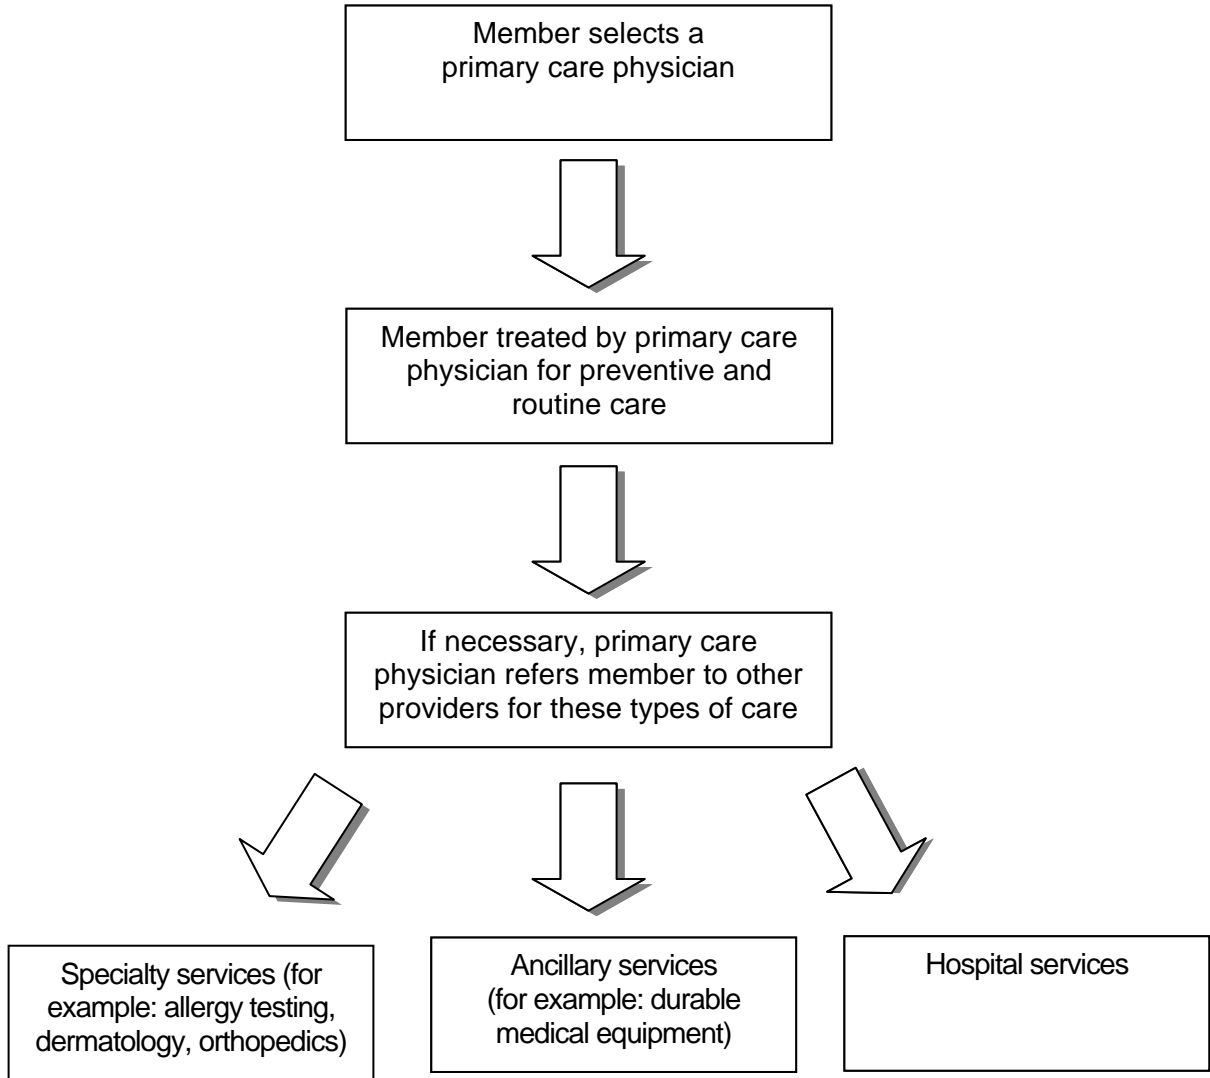 Member selects a
primary care physician
Member treated by primary care
physician for preventive and
routine care
If necessary, primary care
physician refers member to other
providers for these types of care
Specialty services (for
example: allergy testing,
dermatology, orthopedics)
Ancillary services
(for example: durable
medical equipment)
Hospital services